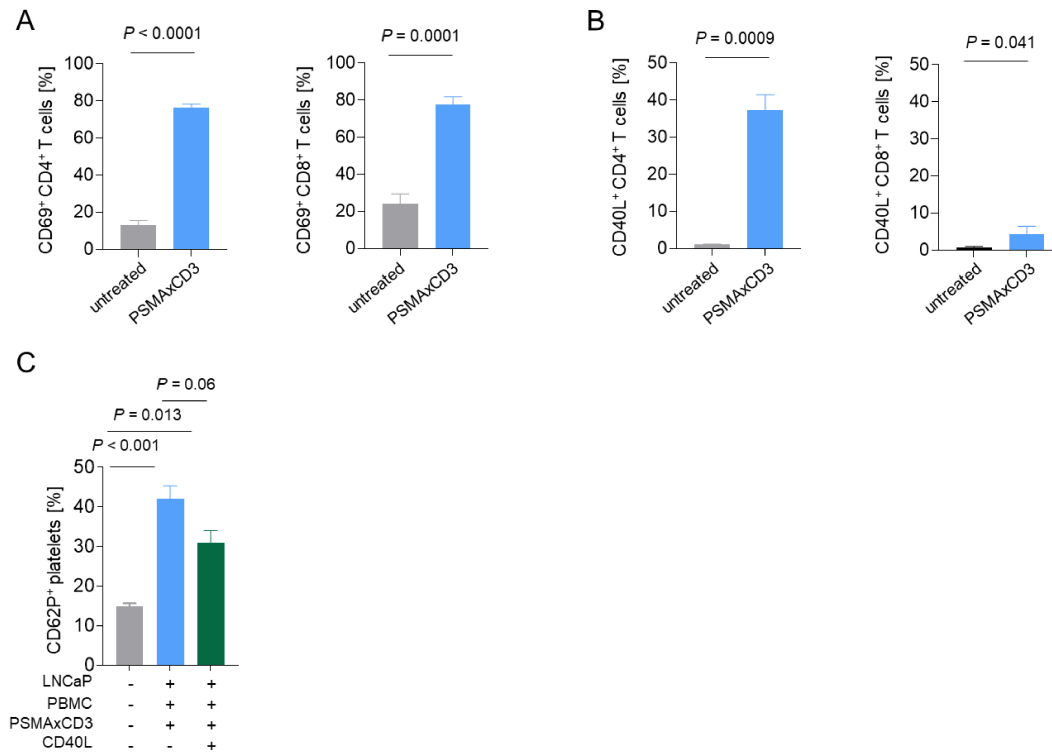 A
P < 0.0001
CD69⁺ CD4⁺ T cells [%]
100
80
60
40
20
0
untreated
PSMAxCD3
P = 0.0001
CD69⁺ CD8⁺ T cells [%]
100
80
60
40
20
0
untreated
PSMAxCD3
B
P = 0.0009
CD40L⁺ CD4⁺ T cells [%]
50
40
30
20
10
0
untreated
PSMAxCD3
P = 0.041
CD40L⁺ CD8⁺ T cells [%]
50
40
30
20
10
0
untreated
PSMAxCD3
C
P = 0.06
P = 0.013
P < 0.001
CD62P⁺ platelets [%]
50
40
30
20
10
0
LNCaP - + +
PBMC - + +
PSMAxCD3 - + +
CD40L - - +